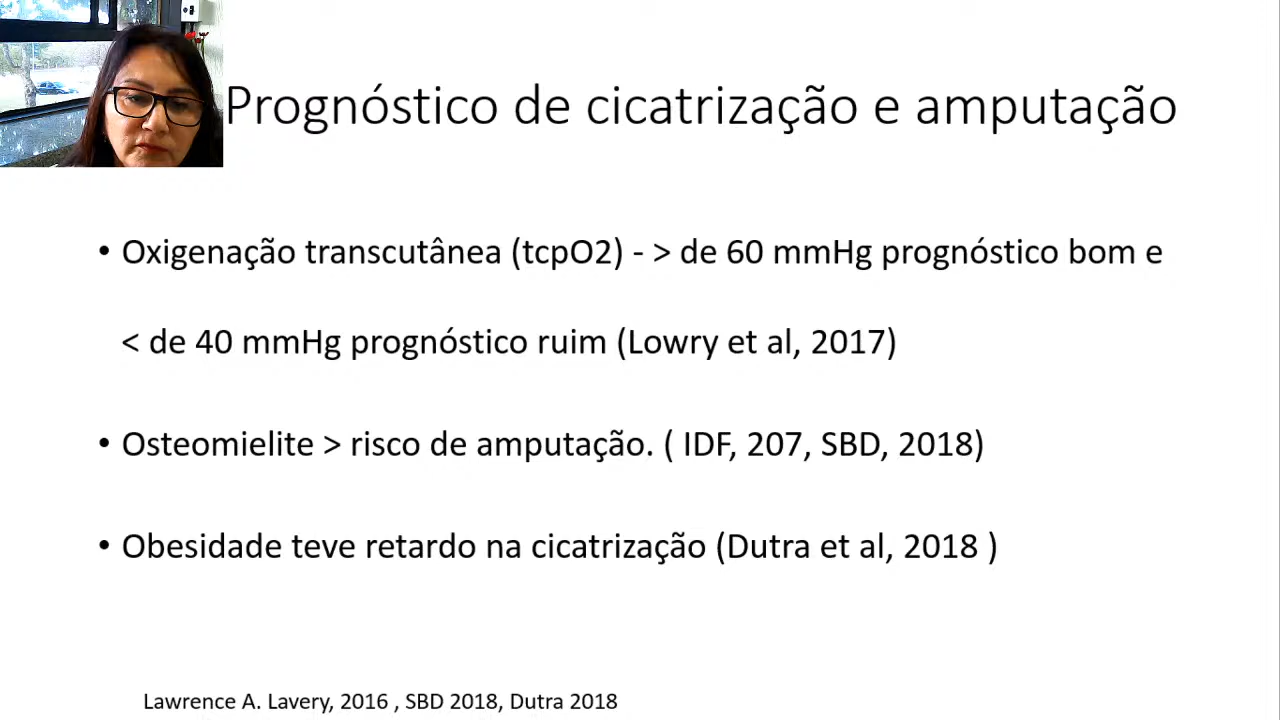 Prognóstico de cicatrização e amputação
• Oxigenação transcutânea (tcpO2) - > de 60 mmHg prognóstico bom e
< de 40 mmHg prognóstico ruim (Lowry et al, 2017)
• Osteomielite > risco de amputação. ( IDF, 207, SBD, 2018)
• Obesidade teve retardo na cicatrização (Dutra et al, 2018 )
Lawrence A. Lavery, 2016 , SBD 2018, Dutra 2018